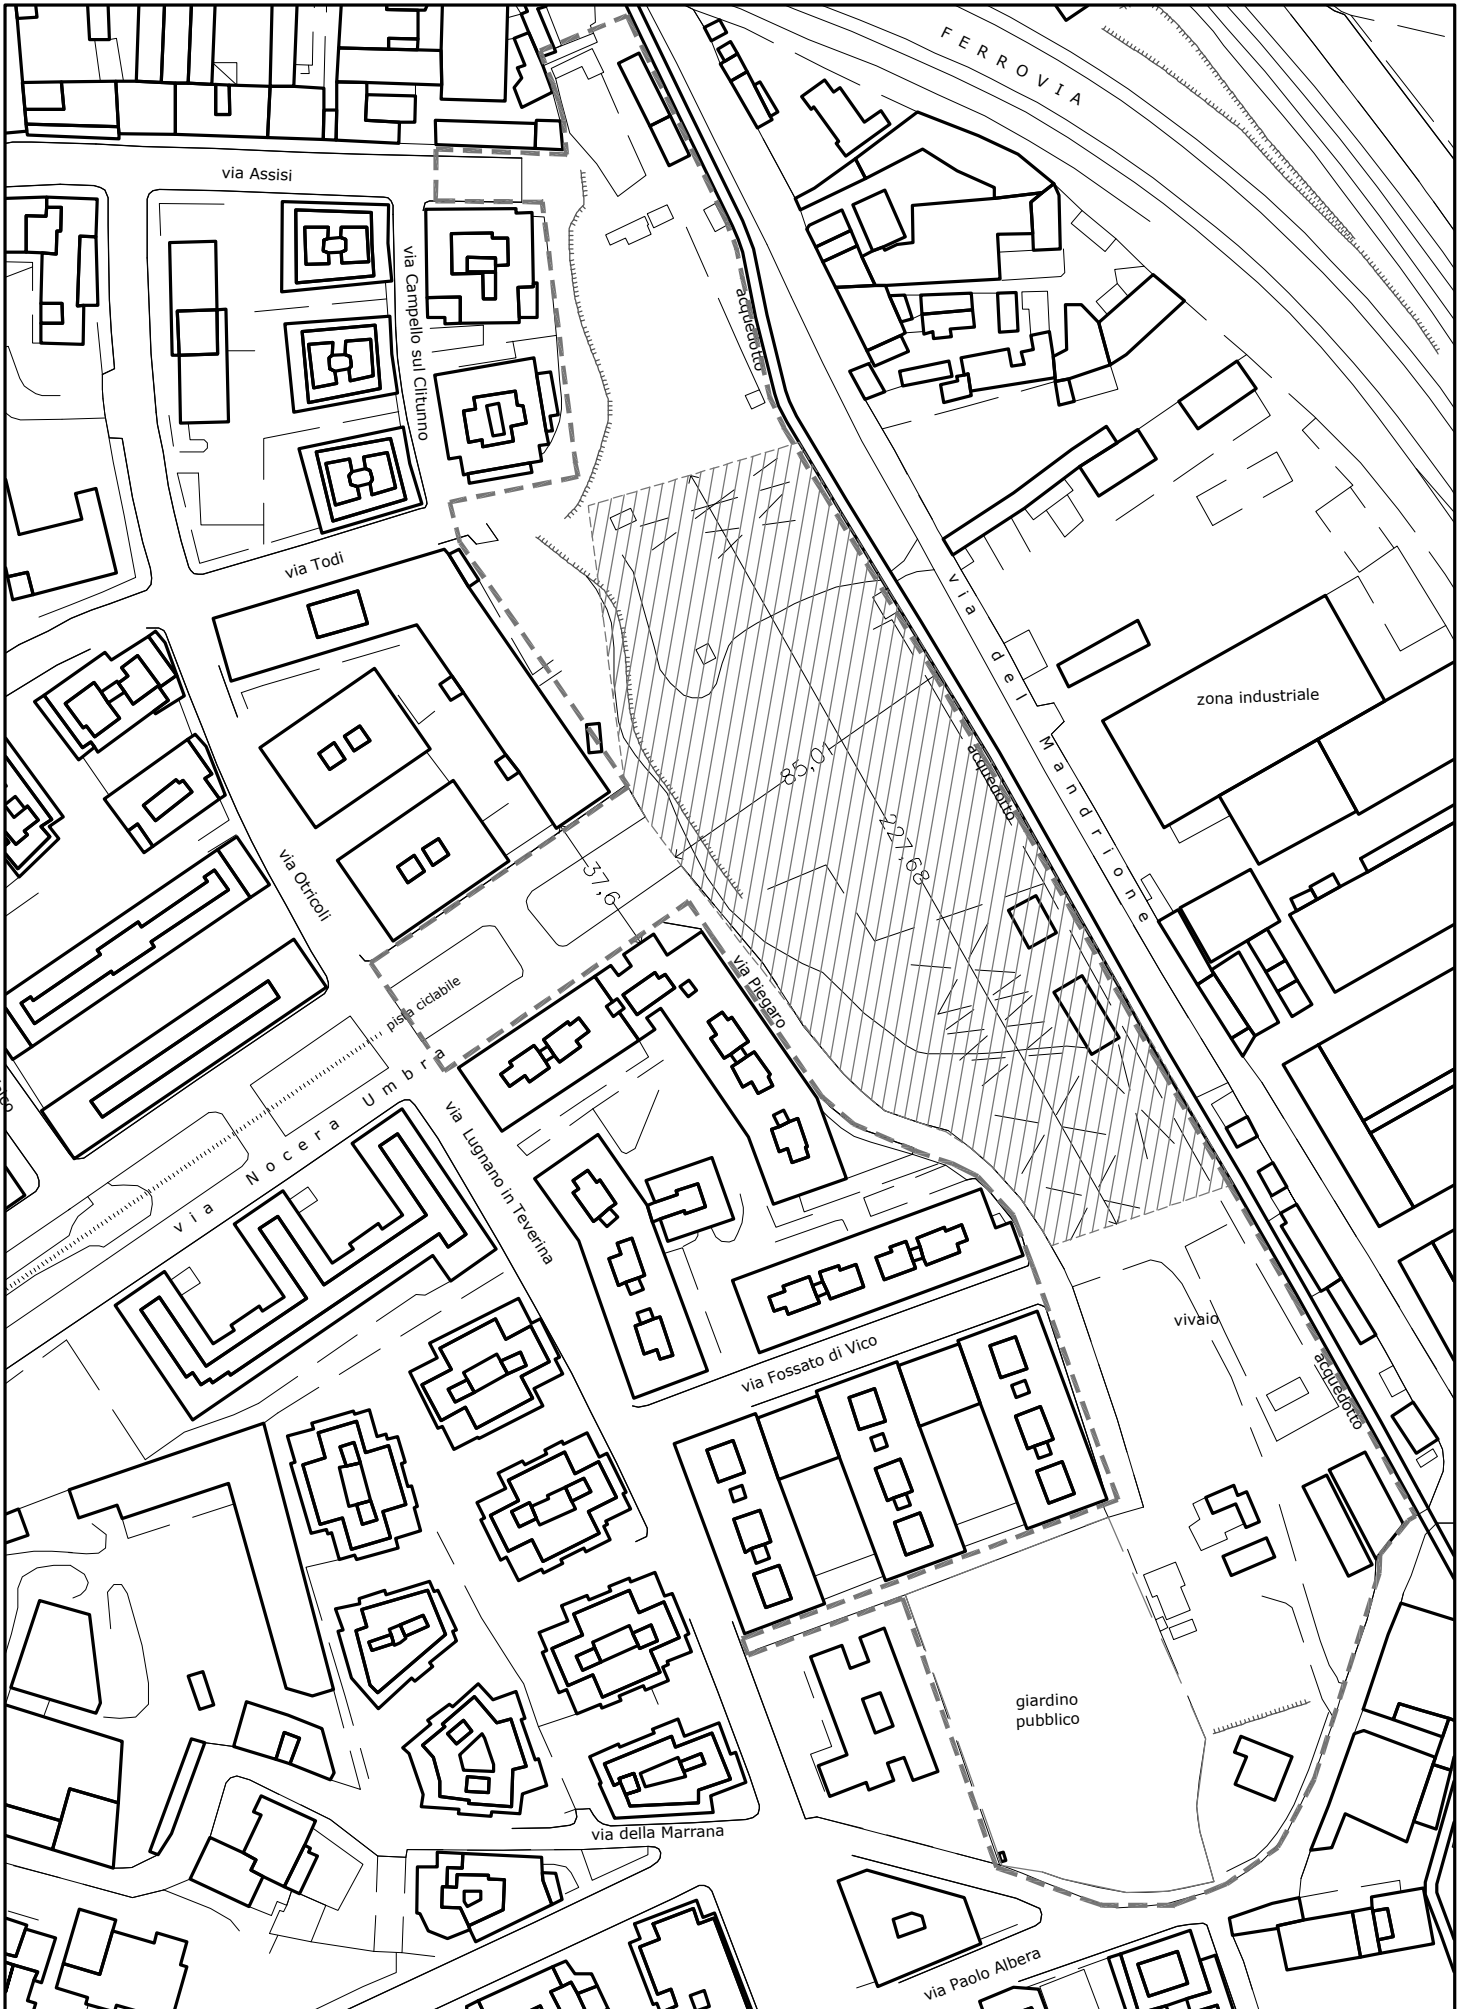 FERROVIA
via Assisi
via Campello sul Clitunno
acquedotto
via Todi
via del Mandrione
zona industriale
acquedotto
85,01
227,68
via Otricoli
37,6
via Piegaro
pista ciclabile
via Nocera Umbra
via Lugnano in Teverina
vivaio
via Fossato di Vico
acquedotto
giardino
pubblico
via della Marrana
via Paolo Albera